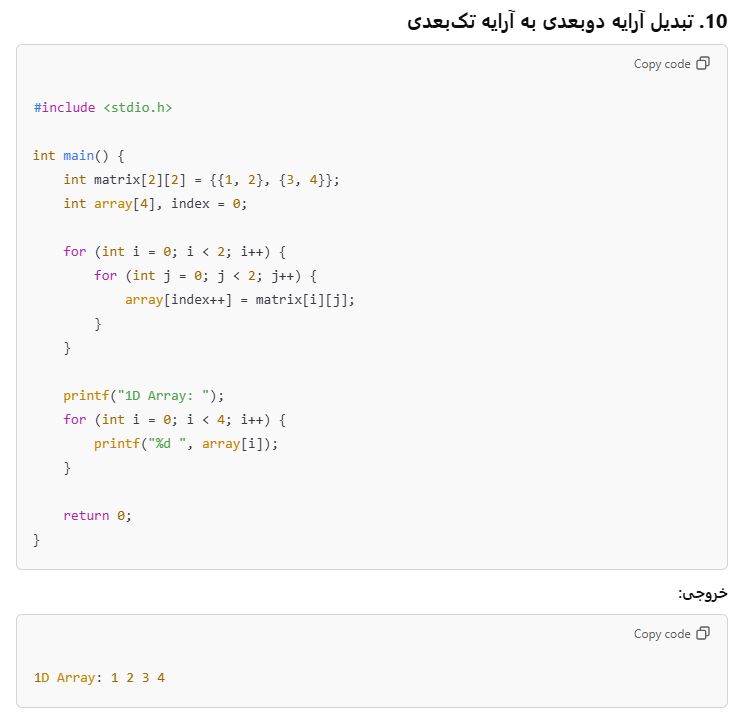 10. تبدیل آرایه دوبعدی به آرایه تک‌بعدی
Copy code
#include <stdio.h>
int main() {
    int matrix[2][2] = {{1, 2}, {3, 4}};
    int array[4], index = 0;
    for (int i = 0; i < 2; i++) {
        for (int j = 0; j < 2; j++) {
            array[index++] = matrix[i][j];
        }
    }
    printf("1D Array: ");
    for (int i = 0; i < 4; i++) {
        printf("%d ", array[i]);
    }
    return 0;
}
خروجی:
Copy code
1D Array: 1 2 3 4